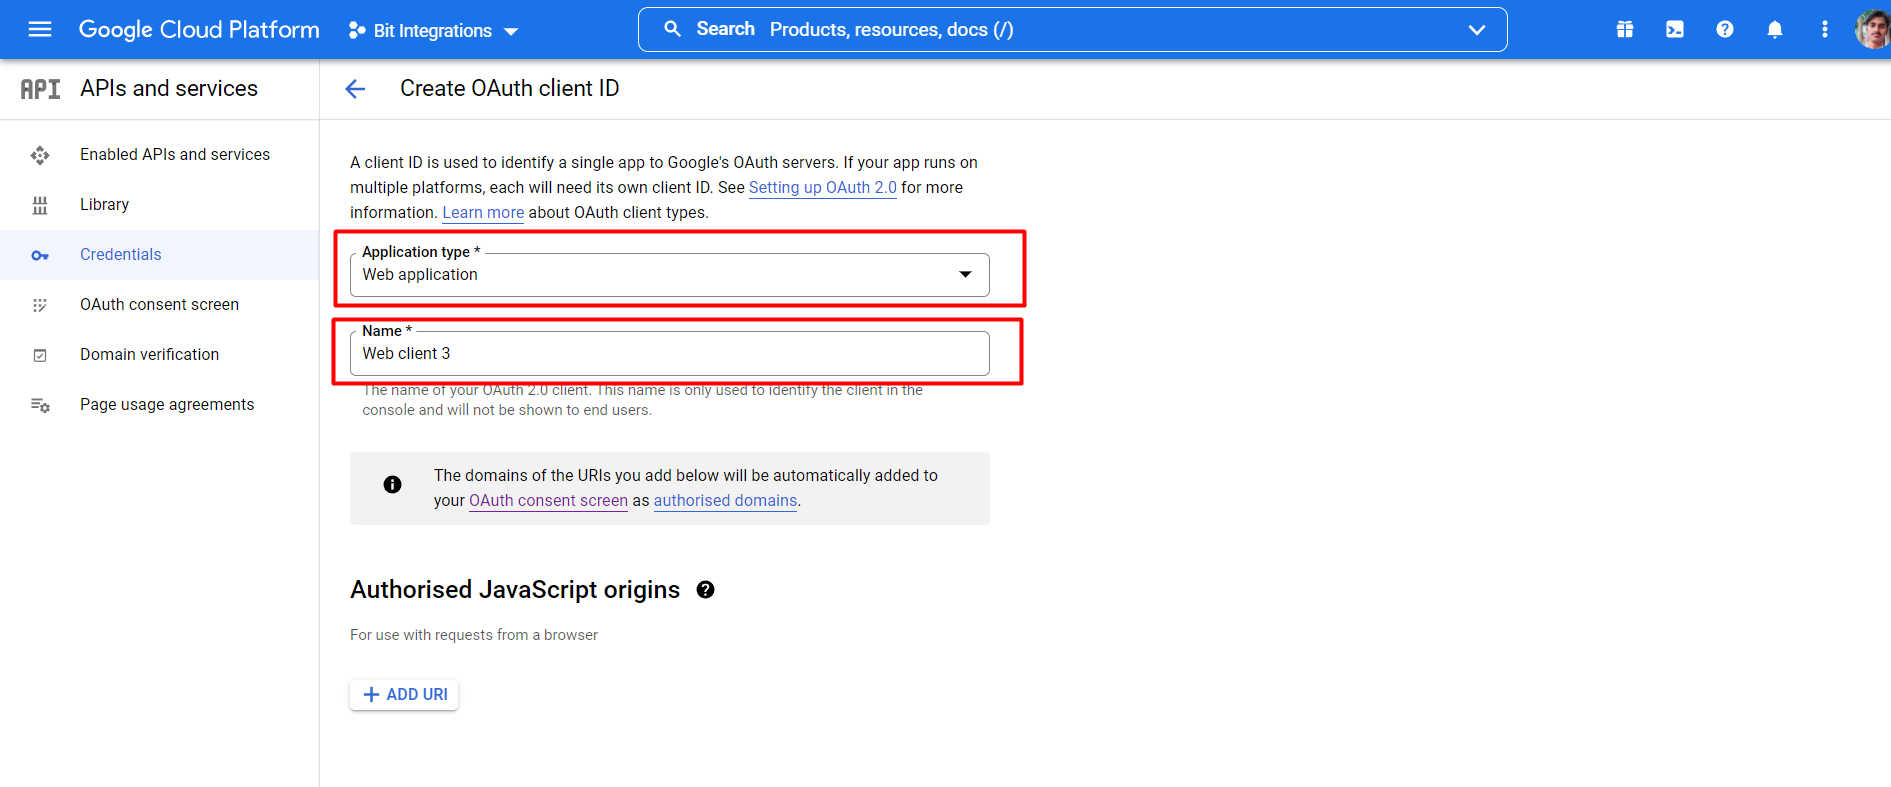 Google Cloud Platform
Bit Integrations
Search Products, resources, docs (/)
API APIs and services
Create OAuth client ID
Enabled APIs and services
Library
Credentials
OAuth consent screen
Domain verification
Page usage agreements
A client ID is used to identify a single app to Google's OAuth servers. If your app runs on
multiple platforms, each will need its own client ID. See Setting up OAuth 2.0 for more
information. Learn more about OAuth client types.
Application type *
Web application
Name *
Web client 3
The name of your OAuth 2.0 client. This name is only used to identify the client in the
console and will not be shown to end users.
The domains of the URIs you add below will be automatically added to
your OAuth consent screen as authorised domains.
Authorised JavaScript origins
For use with requests from a browser
ADD URI